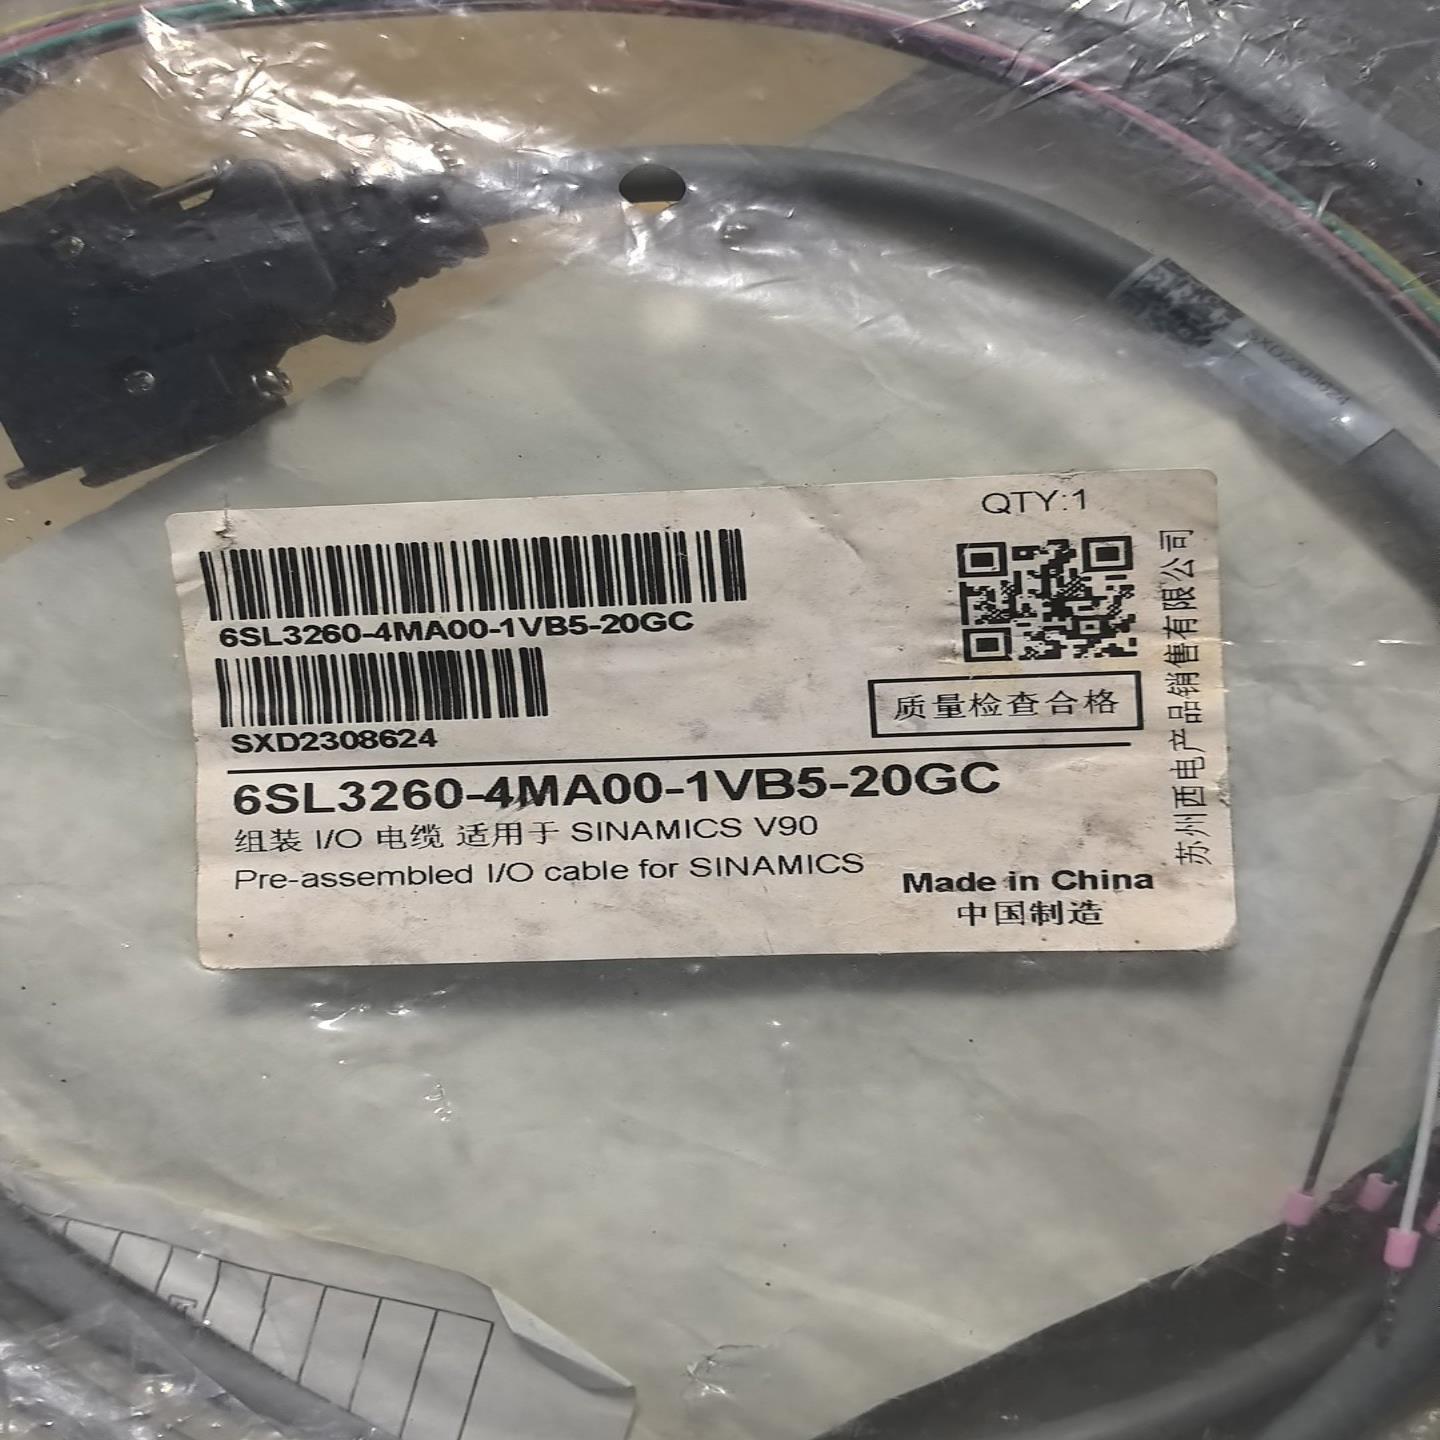 SXD2308624
QTY:1
6SL3260-4MA00-1VB5-20GC
SXD2308624
质量检查合格
苏州西电产品销售有限公司
6SL3260-4MA00-1VB5-20GC
组装 I/O 电缆 适用于 SINAMICS V90
Pre-assembled I/O cable for SINAMICS
Made in China
中国制造